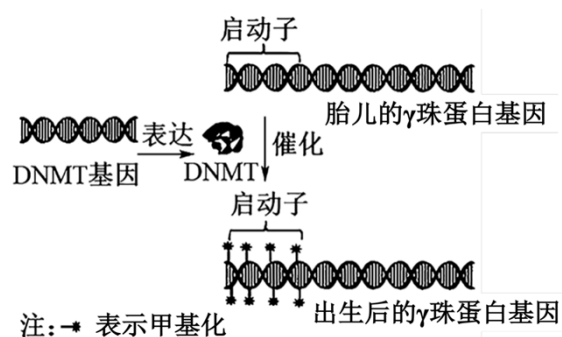 启动子
胎儿的γ珠蛋白基因
表达
催化
DNMT基因
DNMT
启动子
出生后的γ珠蛋白基因
注: 表示甲基化